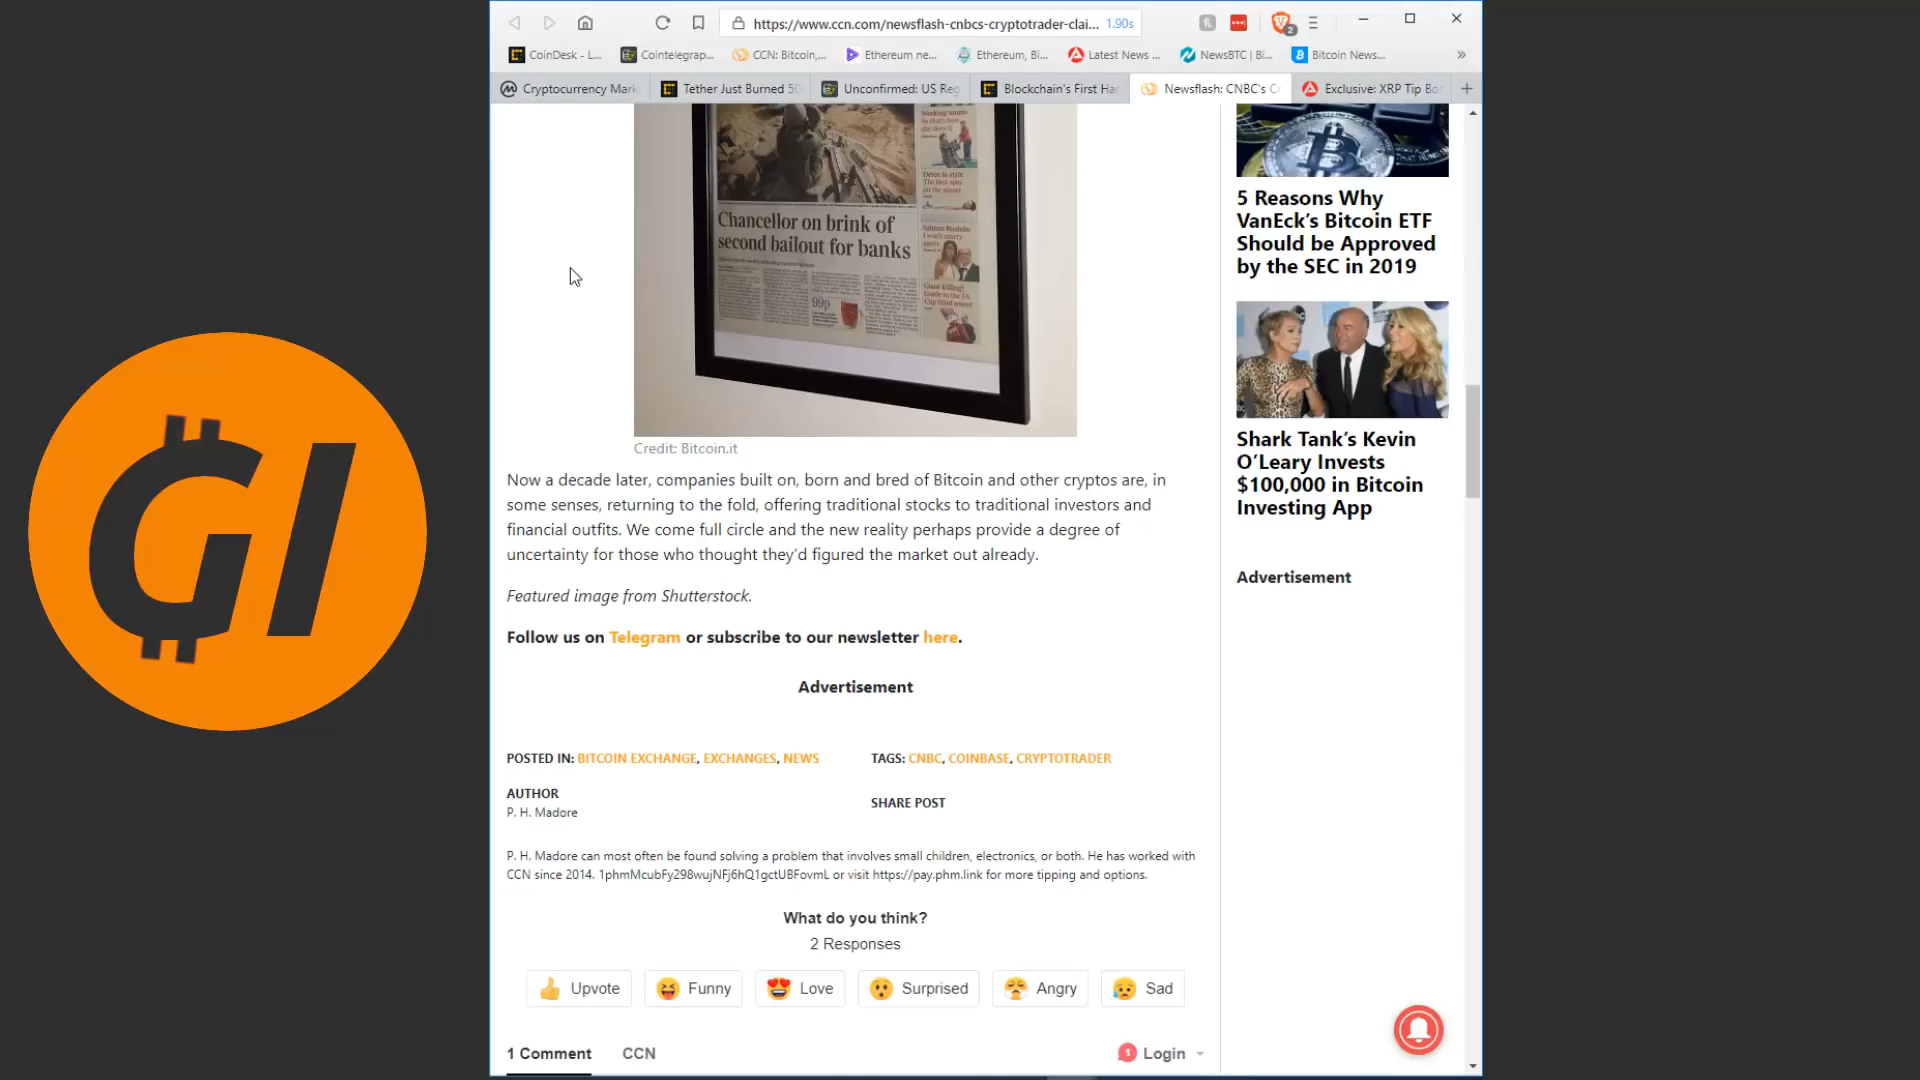 https://www.ccn.com/newsflash-cnbcs-cryptotrader-clai... 1.90s
2
CoinDesk - L... Cointelegrap... CCN: Bitcoin,... Ethereum ne... Ethereum, Bi... Latest News ... NewsBTC | Bi... Bitcoin News... »
Cryptocurrency Mark Tether Just Burned 50 Unconfirmed: US Reg Blockchain's First Ha Newsflash: CNBC's C Exclusive: XRP Tip Bo +
Chancellor on brink of
second bailout for banks
99p
Credit: Bitcoin.it
Now a decade later, companies built on, born and bred of Bitcoin and other cryptos are, in
some senses, returning to the fold, offering traditional stocks to traditional investors and
financial outfits. We come full circle and the new reality perhaps provide a degree of
uncertainty for those who thought they'd figured the market out already.
Featured image from Shutterstock.
Follow us on Telegram or subscribe to our newsletter here.
Advertisement
POSTED IN: BITCOIN EXCHANGE, EXCHANGES, NEWS
TAGS: CNBC, COINBASE, CRYPTOTRADER
AUTHOR
P. H. Madore
SHARE POST
P. H. Madore can most often be found solving a problem that involves small children, electronics, or both. He has worked with
CCN since 2014. 1phmMcubFy298wujNFj6hQ1gctUBFovmL or visit https://pay.phm.link for more tipping and options.
What do you think?
2 Responses
Upvote Funny Love Surprised Angry Sad
1 Comment CCN 1 Login
5 Reasons Why
VanEck's Bitcoin ETF
Should be Approved
by the SEC in 2019
Shark Tank's Kevin
O'Leary Invests
$100,000 in Bitcoin
Investing App
Advertisement
GI